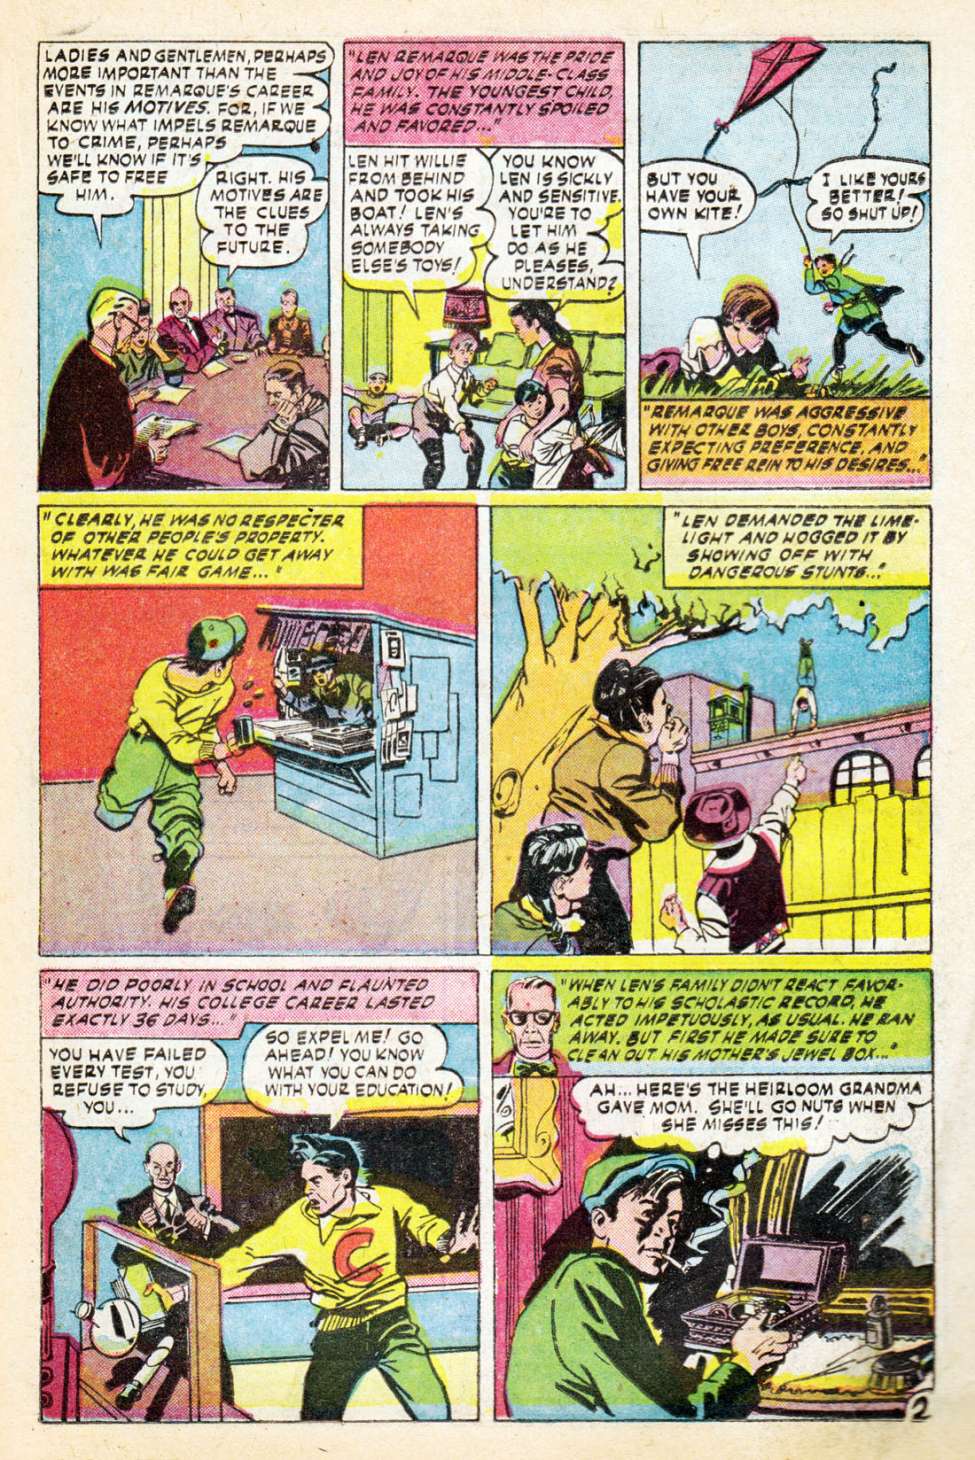 LADIES AND GENTLEMEN, PERHAPS
MORE IMPORTANT THAN THE
EVENTS IN REMARQUE'S CAREER
ARE HIS MOTIVES. FOR, IF WE
KNOW WHAT IMPELS REMARQUE
TO CRIME, PERHAPS
WE'LL KNOW IF IT'S
SAFE TO FREE
HIM.
RIGHT. HIS
MOTIVES ARE
THE CLUES
TO THE
FUTURE.
"LEN REMARQUE WAS THE PRIDE
AND JOY OF HIS MIDDLE-CLASS
FAMILY. THE YOUNGEST CHILD,
HE WAS CONSTANTLY SPOILED
AND FAVORED..."
LEN HIT WILLIE
FROM BEHIND
AND TOOK HIS
BOAT! LEN'S
ALWAYS TAKING
SOMEBODY
ELSE'S TOYS!
YOU KNOW
LEN IS SICKLY
AND SENSITIVE.
YOU'RE TO
LET HIM
DO AS HE
PLEASES,
UNDERSTAND?
BUT YOU
HAVE YOUR
OWN KITE!
I LIKE YOURS
BETTER!
SO SHUT UP!
"REMARQUE WAS AGGRESSIVE
WITH OTHER BOYS, CONSTANTLY
EXPECTING PREFERENCE, AND
GIVING FREE REIN TO HIS DESIRES..."
"CLEARLY, HE WAS NO RESPECTER
OF OTHER PEOPLE'S PROPERTY.
WHATEVER HE COULD GET AWAY
WITH WAS FAIR GAME..."
"LEN DEMANDED THE LIME-
LIGHT AND HOGGED IT BY
SHOWING OFF WITH
DANGEROUS STUNTS..."
"HE DID POORLY IN SCHOOL AND FLAUNTED
AUTHORITY. HIS COLLEGE CAREER LASTED
EXACTLY 36 DAYS..."
YOU HAVE FAILED
EVERY TEST, YOU
REFUSE TO STUDY,
YOU...
SO EXPEL ME! GO
AHEAD! YOU KNOW
WHAT YOU CAN DO
WITH YOUR EDUCATION!
C
"WHEN LEN'S FAMILY DIDN'T REACT FAVOR-
ABLY TO HIS SCHOLASTIC RECORD, HE
ACTED IMPETUOUSLY, AS USUAL. HE RAN
AWAY. BUT FIRST HE MADE SURE TO
CLEAN OUT HIS MOTHER'S JEWEL BOX..."
AH... HERE'S THE HEIRLOOM GRANDMA
GAVE MOM. SHE'LL GO NUTS WHEN
SHE MISSES THIS!
2